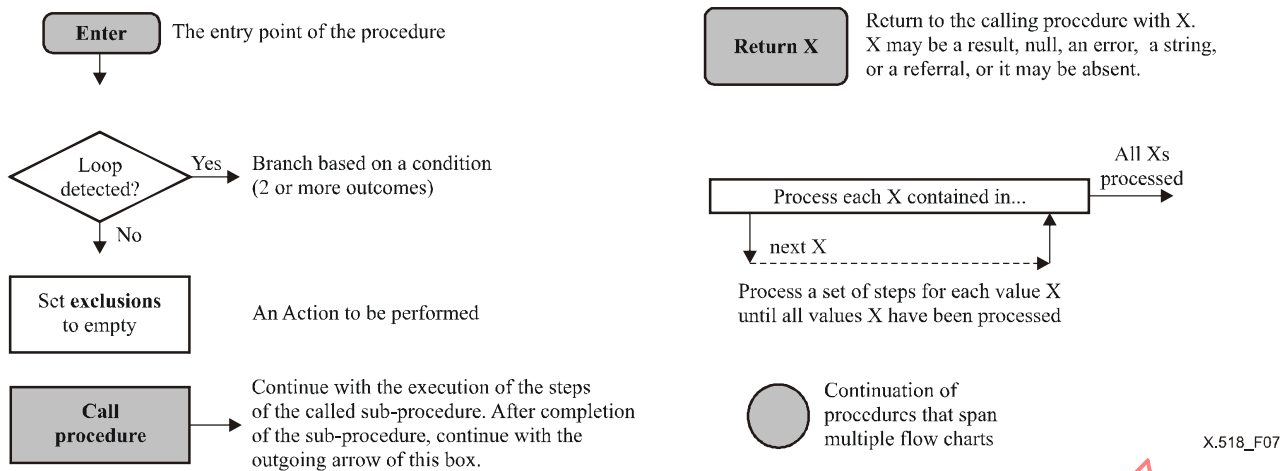 Enter
The entry point of the procedure
Loop
detected?
Yes
Branch based on a condition
(2 or more outcomes)
No
Set exclusions
to empty
An Action to be performed
Call
procedure
Continue with the execution of the steps
of the called sub-procedure. After completion
of the sub-procedure, continue with the
outgoing arrow of this box.
Return X
Return to the calling procedure with X.
X may be a result, null, an error, a string,
or a referral, or it may be absent.
All Xs
processed
Process each X contained in...
next X
Process a set of steps for each value X
until all values X have been processed
Continuation of
procedures that span
multiple flow charts
X.518_F07